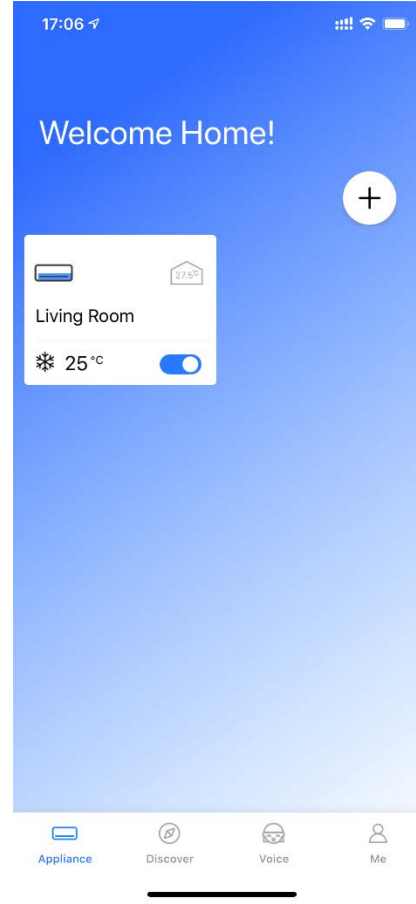 17:06
Welcome Home!
+
27.5°C
Living Room
25°C
Appliance Discover Voice Me